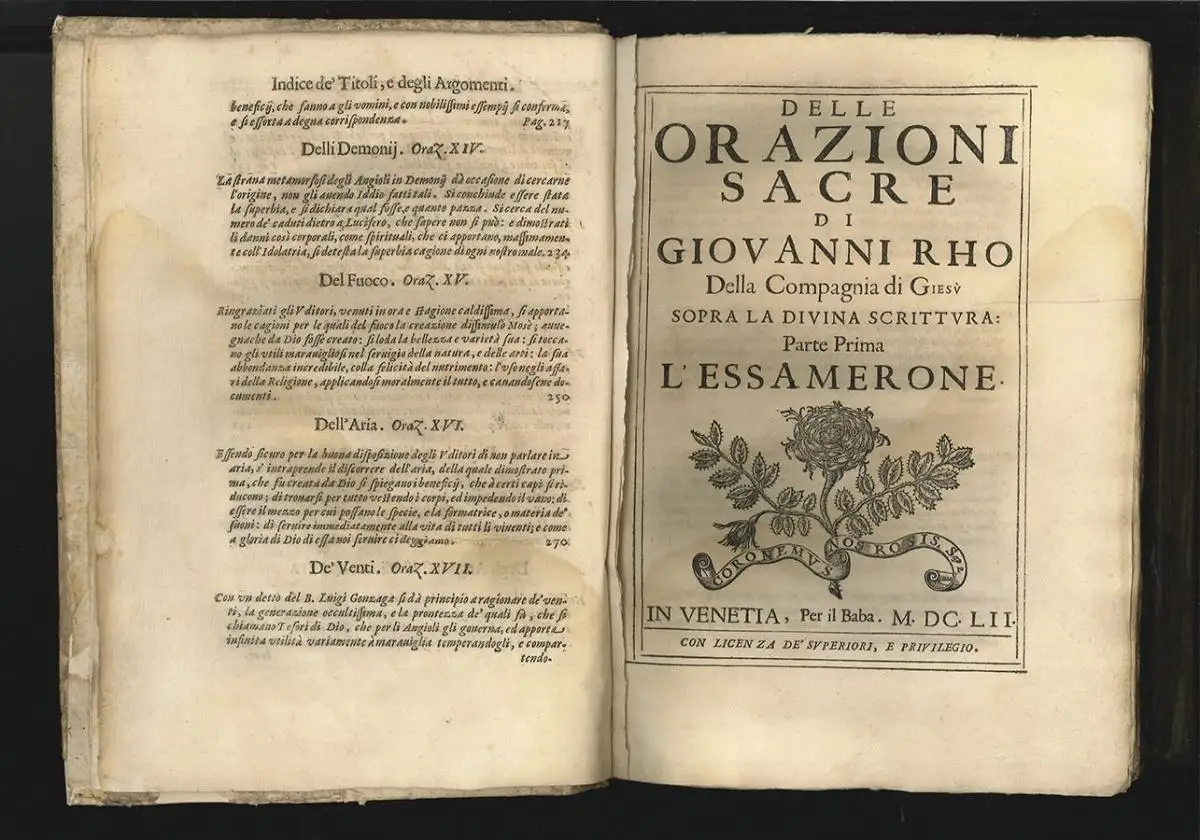 Indice de' Titoli, e degli Argomenti.
beneficij, che fanno a gli vomini, e con nobilissimi essempij si conferma,
e si essorta a degna corrispondenza. Pag. 217
Delli Demonij. Oraz. XIV.
La strana metamorfosi degli Angioli in Demonij dà occasione di cercarne
l'origine, non gli auendo Iddio fatti tali. Si conchiude essere stata
la superbia, e si dichiara qual fosse, e quanto pazza. Si cerca del nu-
mero de' caduti dietro a Lucifero, che sapere non si può: e dimostrati
li danni così corporali, come spirituali, che ci apportano, massimamen-
te coll'Idolatria, si detesta la superbia cagione di ogni nostro male. 234.
Del Fuoco. Oraz. XV.
Ringraziati gli Vditori, venuti in ora e stagione caldissima, si apporta-
no le cagioni per le quali del fuoco la creazione dissimulò Mosè; auue-
gnache da Dio fosse creato: si loda la bellezza e varietà sua: si tocca-
no gli vtili marauigliosi nel seruigio della natura, e delle arti: la sua
abbondanza incredibile, colla felicità del nutrimento: l'vso negli affa-
ri della Religione, applicandosi moralmente il tutto, e cauandosene do-
cumenti. 250
Dell'Aria. Oraz. XVI.
Essendo sicuro per la buona disposizione degli Vditori di non parlare in
aria, s' intraprende il discorrere dell'aria, della quale dimostrato pri-
ma, che fu creata da Dio si spiegano i beneficij, che à certi capi si ri-
ducono; di trouarsi per tutto vestendo i corpi, ed impedendo il vano: di
essere il mezzo per cui passano le specie, e la formatrice, o materia de'
suoni: di seruire immediatamente alla vita di tutti li viuenti; e come
a gloria di Dio di essa noi seruire ci deggiamo. 270
De' Venti. Oraz. XVII.
Con vn detto del B. Luigi Gonzaga si dà principio a ragionare de' ven-
ti, la generazione occultissima, e la prontezza de' quali fà, che si
chiamano Tesori di Dio, che per li Angioli gli governa, ed apporta
infinita vtilità variamente a marauiglia temperandogli, e compar-
tendo-
DELLE
ORAZIONI
SACRE
DI
GIOVANNI RHO
Della Compagnia di GIESV̀
SOPRA LA DIVINA SCRITTVRA:
Parte Prima
L'ESSAMERONE.
CORONEMVS NOS ROSIS. Sap. 2
IN VENETIA, Per il Baba. M. DC. LII.
CON LICENZA DE' SVPERIORI, E PRIVILEGIO.